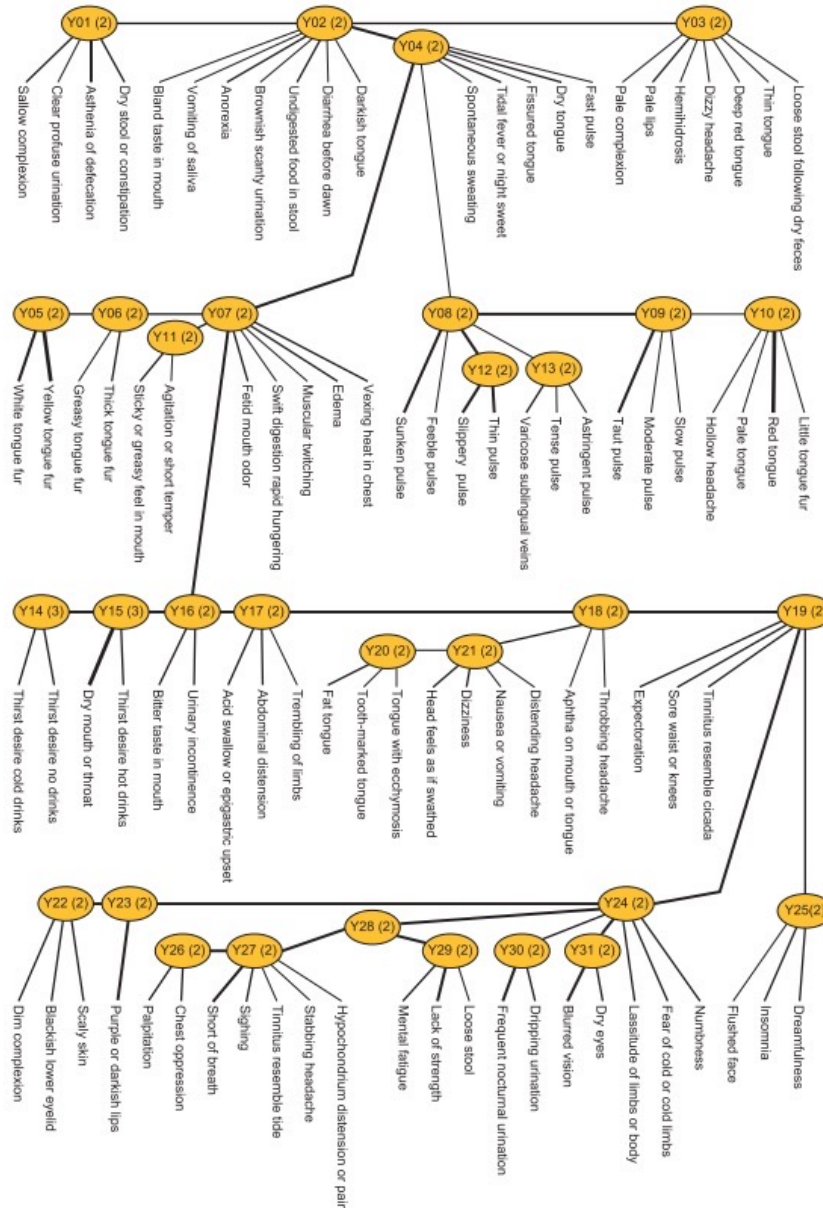 Y01 (2)
Y02 (2)
Y04 (2)
Y03 (2)
Sallow complexion
Clear profuse urination
Asthenia of defecation
Dry stool or constipation
Bland taste in mouth
Vomiting of saliva
Anorexia
Brownish scanty urination
Undigested food in stool
Diarrhea before dawn
Darkish tongue
Spontaneous sweating
Tidal fever or night sweet
Fissured tongue
Dry tongue
Fast pulse
Pale complexion
Pale lips
Hemihidrosis
Dizzy headache
Deep red tongue
Thin tongue
Loose stool following dry feces
Y05 (2)
Y06 (2)
Y07 (2)
Y11 (2)
Y08 (2)
Y12 (2)
Y13 (2)
Y09 (2)
Y10 (2)
White tongue fur
Yellow tongue fur
Greasy tongue fur
Thick tongue fur
Sticky or greasy feel in mouth
Agitation or short temper
Fetid mouth odor
Swift digestion rapid hungering
Muscular twitching
Edema
Vexing heat in chest
Sunken pulse
Feeble pulse
Slippery pulse
Thin pulse
Varicose sublingual veins
Tense pulse
Astringent pulse
Taut pulse
Moderate pulse
Slow pulse
Hollow headache
Pale tongue
Red tongue
Little tongue fur
Y14 (3)
Y15 (3)
Y16 (2)
Y17 (2)
Y20 (2)
Y21 (2)
Y18 (2)
Y19 (2
Thirst desire cold drinks
Thirst desire no drinks
Dry mouth or throat
Thirst desire hot drinks
Bitter taste in mouth
Urinary incontinence
Acid swallow or epigastric upset
Abdominal distension
Trembling of limbs
Fat tongue
Tooth-marked tongue
Tongue with ecchymosis
Head feels as if swathed
Dizziness
Nausea or vomiting
Distending headache
Aphtha on mouth or tongue
Throbbing headache
Expectoration
Sore waist or knees
Tinnitus resemble cicada
Y22 (2)
Y23 (2)
Y26 (2)
Y27 (2)
Y28 (2)
Y29 (2)
Y30 (2)
Y31 (2)
Y24 (2)
Y25(2)
Dim complexion
Blackish lower eyelid
Scaly skin
Purple or darkish lips
Palpitation
Chest oppression
Short of breath
Sighing
Tinnitus resemble tide
Stabbing headache
Hypochondrium distension or pain
Mental fatigue
Lack of strength
Loose stool
Frequent nocturnal urination
Dripping urination
Blurred vision
Dry eyes
Lassitude of limbs or body
Fear of cold or cold limbs
Numbness
Flushed face
Insomnia
Dreamfulness